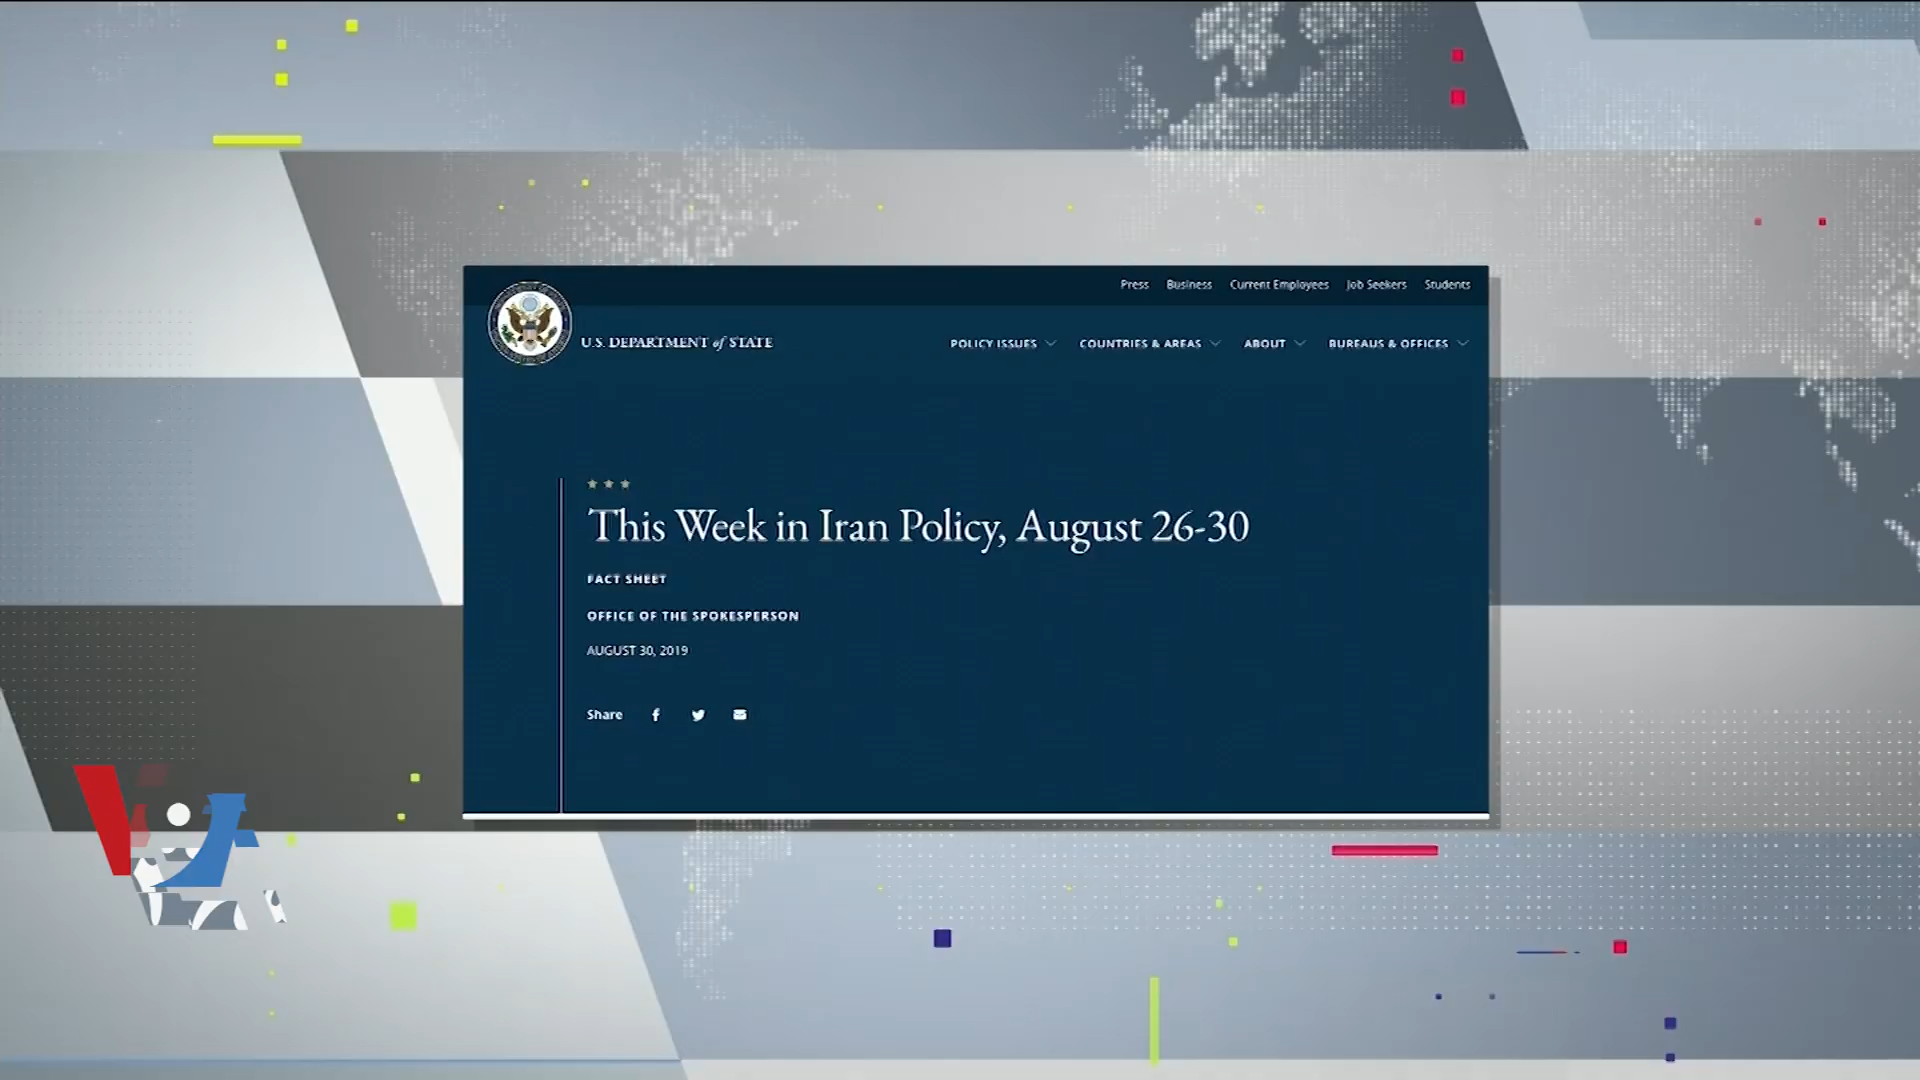 Press Business Current Employees Job Seekers Students
U.S. DEPARTMENT of STATE
POLICY ISSUES COUNTRIES & AREAS ABOUT BUREAUS & OFFICES
This Week in Iran Policy, August 26-30
FACT SHEET
OFFICE OF THE SPOKESPERSON
AUGUST 30, 2019
Share